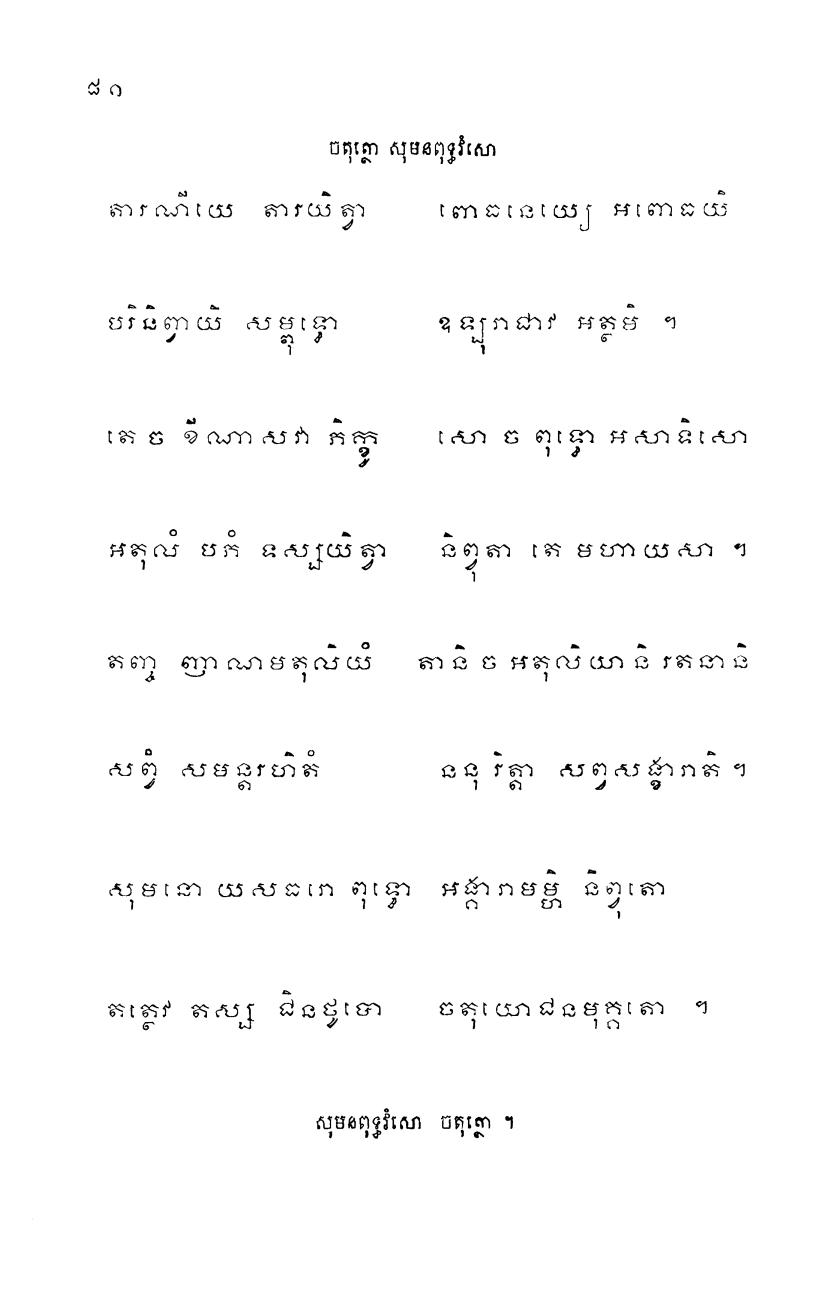 ៨១
ចតុត្ថោ សុមនពុទ្ធវំសោ
តារណីយេ តារយិត្វា ពោធនេយ្យេ អពោធយិ
បរិនិព្វាយិ សម្ពុទ្ធោ ឧឡុរាជាវ អត្ថមិ ។
តេ ច ខីណាសវា ភិក្ខូ សោ ច ពុទ្ធោ អសាទិសោ
អតុលំ បភំ ទស្សយិត្វា និព្វុតា តេ មហាយសា ។
តញ្ច ញាណមតុលិយំ តានិ ច អតុលិយានិ រតនានិ
សព្វំ សមន្តរហិតំ ននុ រិត្តា សព្វសង្ខារាតិ ។
សុមនោ យសធរោ ពុទ្ធោ អង្គារាមម្ហិ និព្វុតោ
តត្ថេវ តស្ស ជិនថូបោ ចតុយោជនមុគ្គតោ ។
សុមនពុទ្ធវំសោ ចតុត្ថោ ។